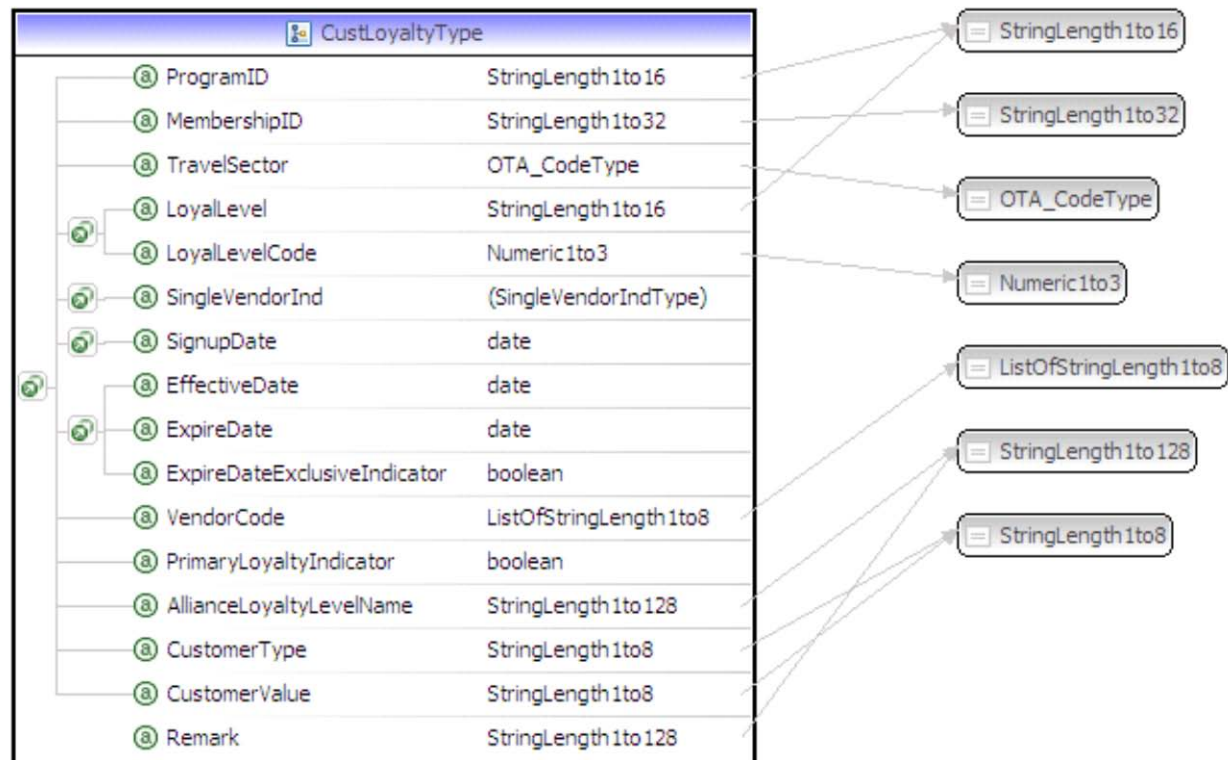 CustLoyaltyType
ProgramID StringLength1to16
MembershipID StringLength1to32
TravelSector OTA_CodeType
LoyalLevel StringLength1to16
LoyalLevelCode Numeric1to3
SingleVendorInd (SingleVendorIndType)
SignupDate date
EffectiveDate date
ExpireDate date
ExpireDateExclusiveIndicator boolean
VendorCode ListOfStringLength1to8
PrimaryLoyaltyIndicator boolean
AllianceLoyaltyLevelName StringLength1to128
CustomerType StringLength1to8
CustomerValue StringLength1to8
Remark StringLength1to128
StringLength1to16
StringLength1to32
OTA_CodeType
Numeric1to3
ListOfStringLength1to8
StringLength1to128
StringLength1to8